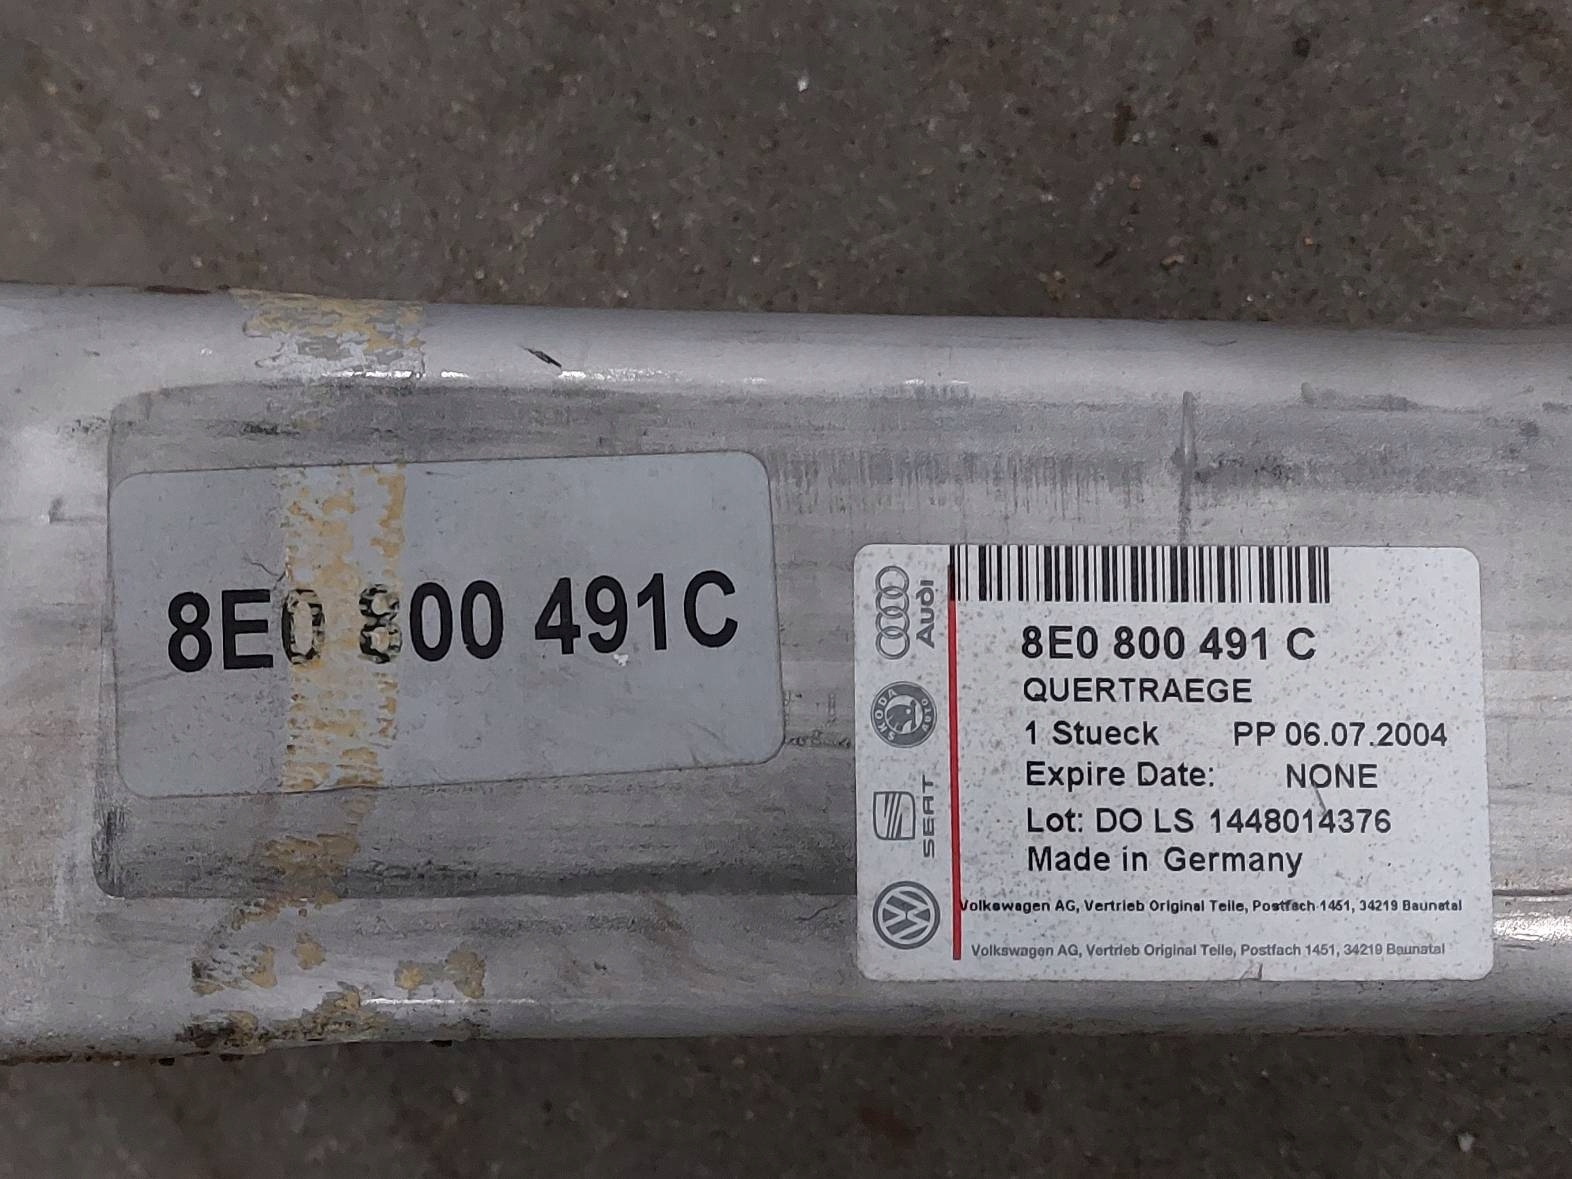 8E0 800 491C
Audi
SKODA AUTO
SEAT
8E0 800 491 C
QUERTRAEGE
1 Stueck PP 06.07.2004
Expire Date: NONE
Lot: DO LS 1448014376
Made in Germany
Volkswagen AG, Vertrieb Original Teile, Postfach 1451, 34219 Baunatal
Volkswagen AG, Vertrieb Original Teile, Postfach 1451, 34219 Baunatal